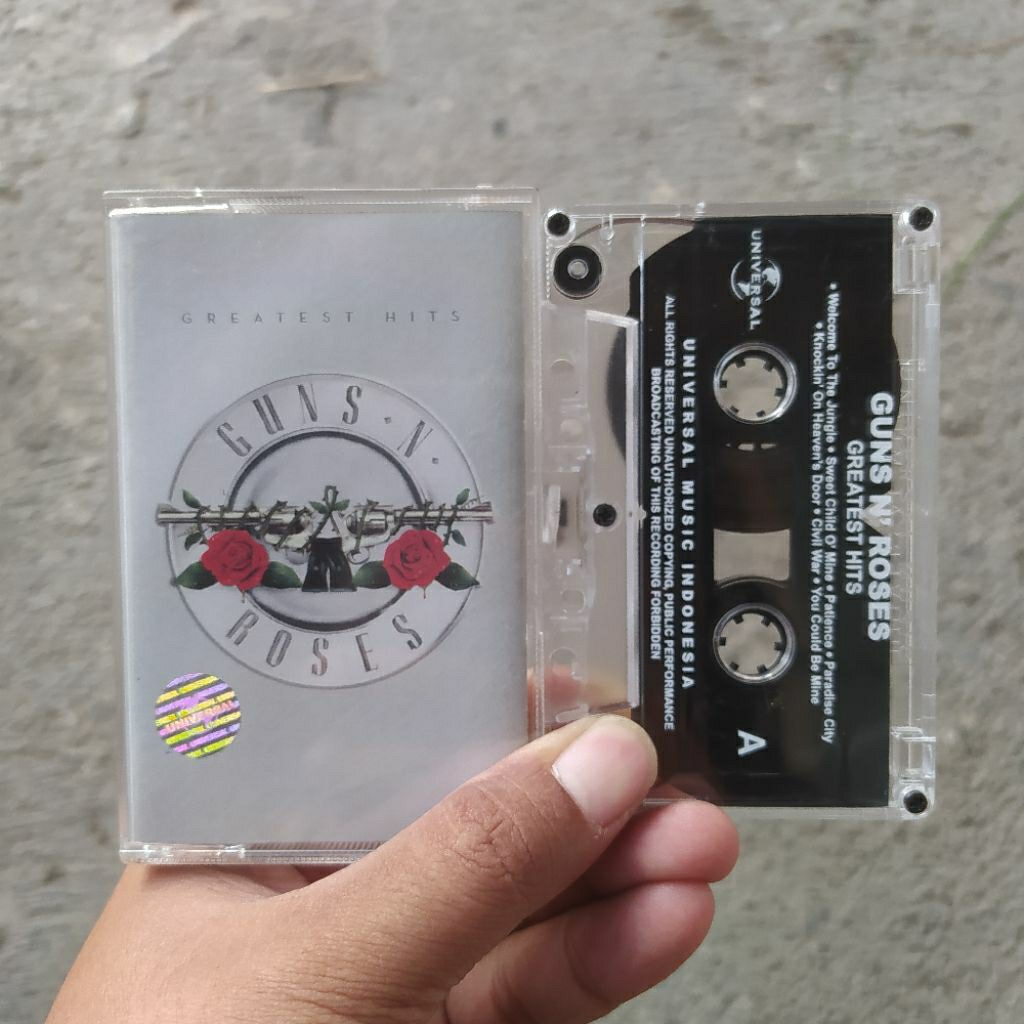 GREATEST HITS
GUNS · N ·
ROSES
UNIVERSAL
GUNS N' ROSES
GREATEST HITS
• Welcome To The Jungle • Sweet Child O' Mine • Patience • Paradise City
• Knockin' On Heaven's Door • Civil War • You Could Be Mine
UNIVERSAL
A
UNIVERSAL MUSIC INDONESIA
ALL RIGHTS RESERVED UNAUTHORIZED COPYING, PUBLIC PERFORMANCE
BROADCASTING OF THIS RECORDING FORBIDDEN